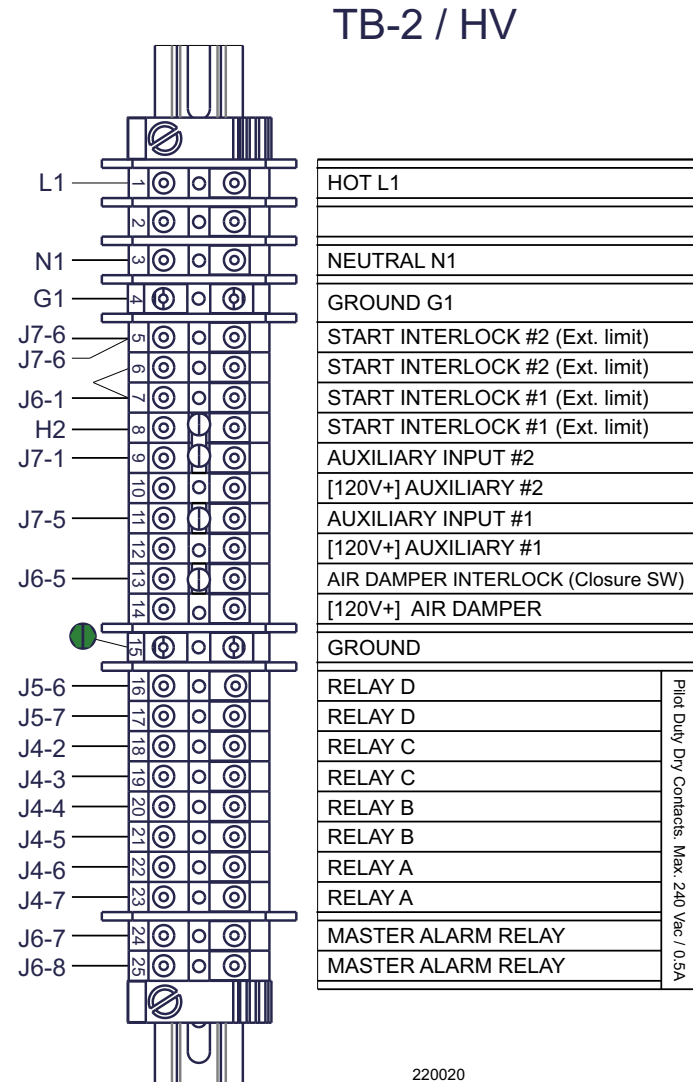 TB-2 / HV
L1 1 HOT L1
2
N1 3 NEUTRAL N1
G1 4 GROUND G1
J7-6 5 START INTERLOCK #2 (Ext. limit)
J7-6 6 START INTERLOCK #2 (Ext. limit)
J6-1 7 START INTERLOCK #1 (Ext. limit)
H2 8 START INTERLOCK #1 (Ext. limit)
J7-1 9 AUXILIARY INPUT #2
10 [120V+] AUXILIARY #2
J7-5 11 AUXILIARY INPUT #1
12 [120V+] AUXILIARY #1
J6-5 13 AIR DAMPER INTERLOCK (Closure SW)
14 [120V+] AIR DAMPER
15 GROUND
J5-6 16 RELAY D
J5-7 17 RELAY D
J4-2 18 RELAY C
J4-3 19 RELAY C
J4-4 20 RELAY B
J4-5 21 RELAY B
J4-6 22 RELAY A
J4-7 23 RELAY A
J6-7 24 MASTER ALARM RELAY
J6-8 25 MASTER ALARM RELAY
Pilot Duty Dry Contacts. Max. 240 Vac / 0.5A
220020